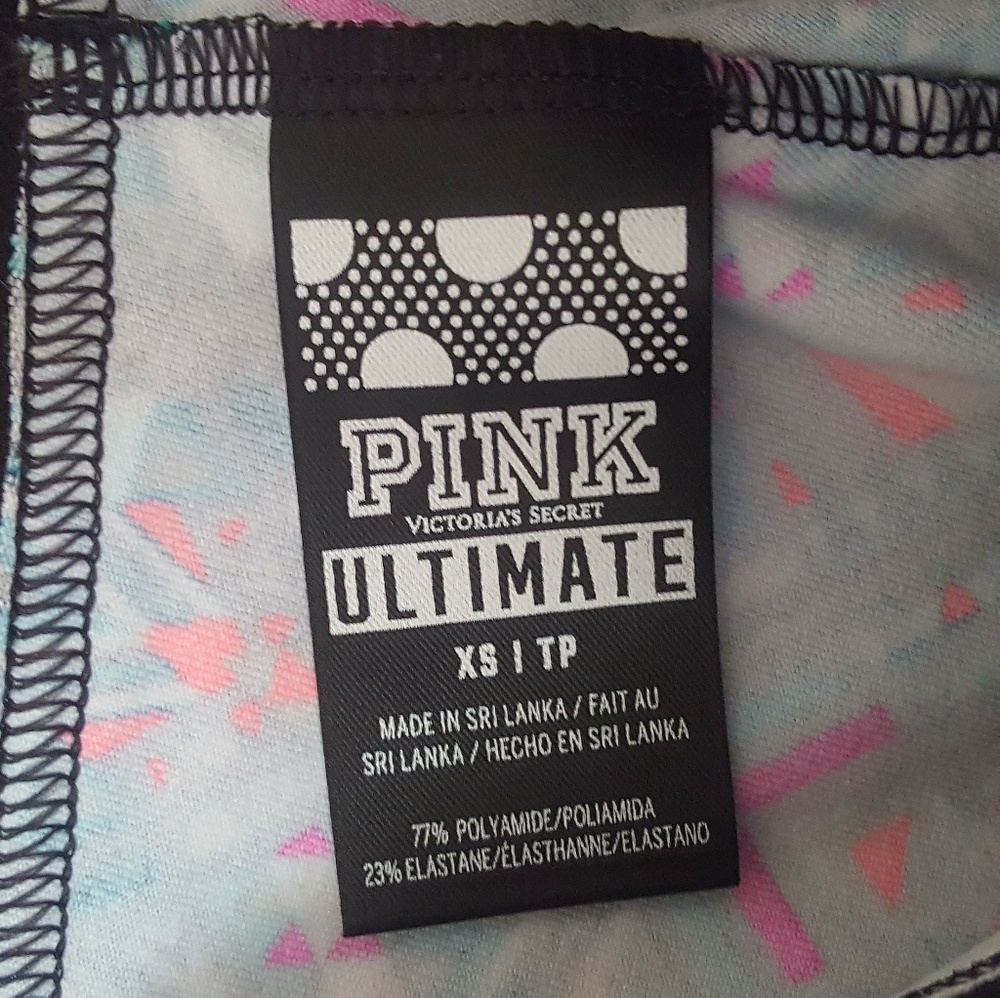 PINK
VICTORIA'S SECRET
ULTIMATE
XS | TP
MADE IN SRI LANKA / FAIT AU
SRI LANKA / HECHO EN SRI LANKA
77% POLYAMIDE/POLIAMIDA
23% ELASTANE/ÉLASTHANNE/ELASTANO